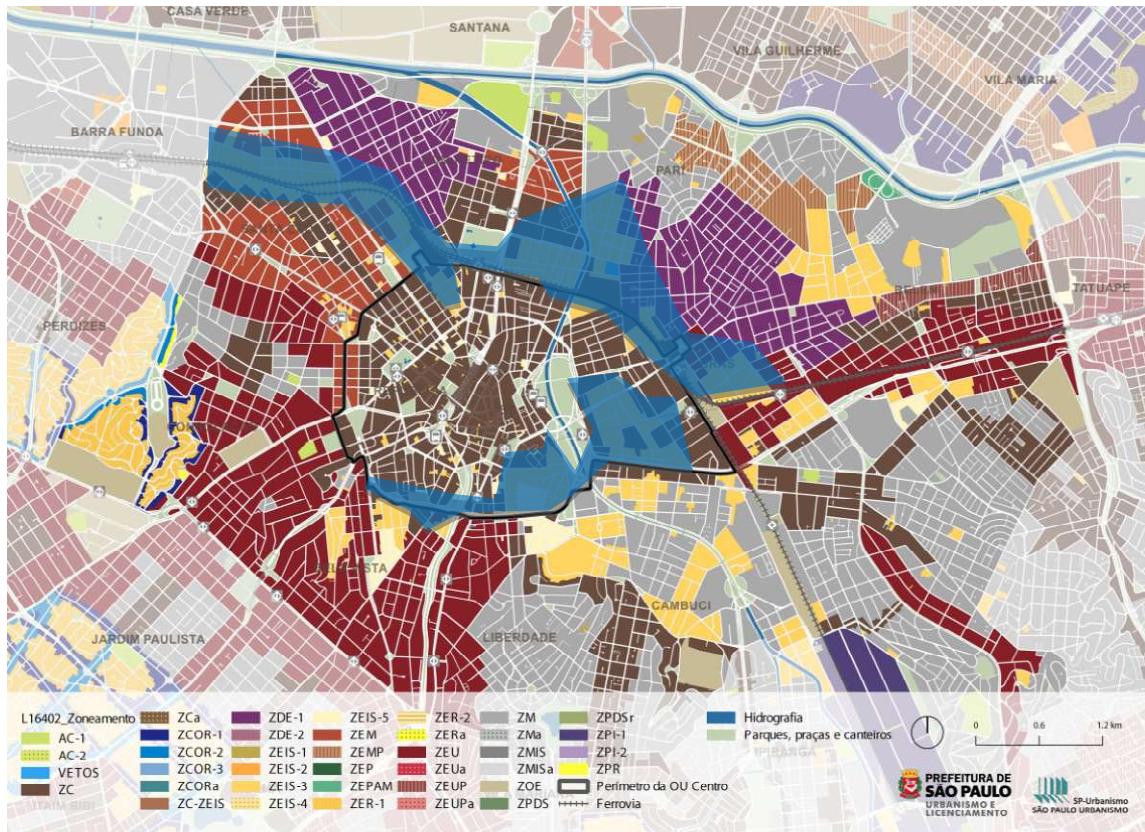 CASA VERDE
SANTANA
VILA GUILHERME
VILA MARIA
BARRA FUNDA
PARI
TATUAPE
PERDIZES
CAMBUCI
LIBERDADE
JARDIM PAULISTA
IPIRANGA
ITAIM BIBI
L16402_Zoneamento
AC-1
AC-2
VETOS
ZC
ZCa
ZCOR-1
ZCOR-2
ZCOR-3
ZCORa
ZC-ZEIS
ZDE-1
ZDE-2
ZEIS-1
ZEIS-2
ZEIS-3
ZEIS-4
ZEIS-5
ZEM
ZEMP
ZEP
ZEPAM
ZER-1
ZER-2
ZERa
ZEU
ZEUa
ZEUP
ZEUPa
ZM
ZMa
ZMIS
ZMISa
ZOE
ZPDS
ZPDSr
ZPI-1
ZPI-2
ZPR
Perímetro da OU Centro
Ferrovia
Hidrografia
Parques, praças e canteiros
0 0.6 1.2 km
PREFEITURA DE
SÃO PAULO
URBANISMO E
LICENCIAMENTO
SP-Urbanismo
SÃO PAULO URBANISMO